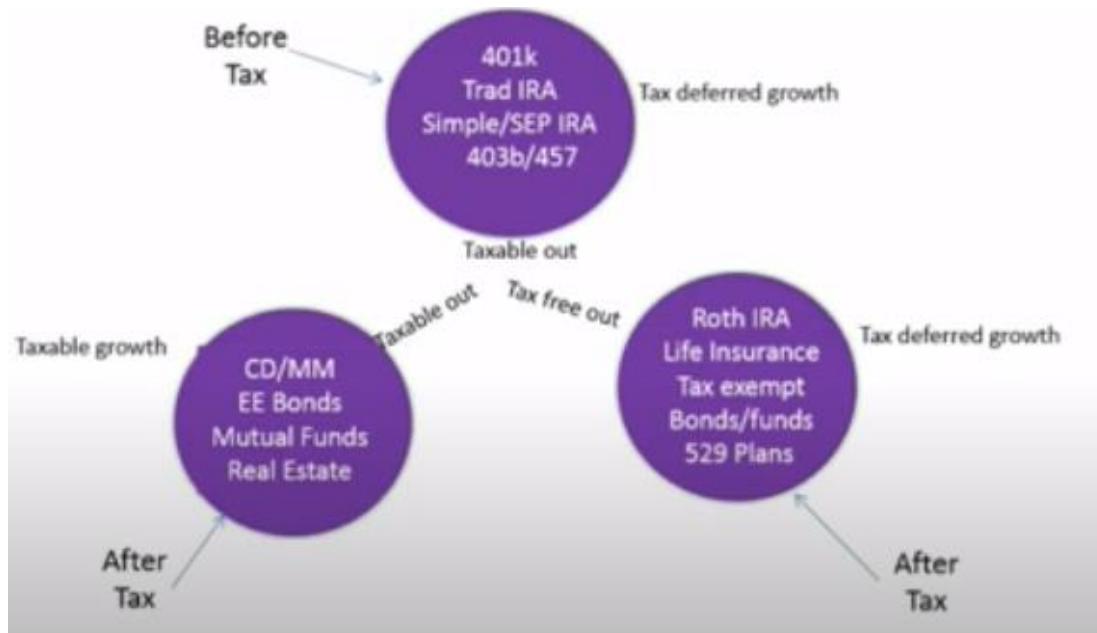 Before
Tax
401k
Trad IRA
Simple/SEP IRA
403b/457
Tax deferred growth
Taxable out
Taxable out
Tax free out
Taxable growth
CD/MM
EE Bonds
Mutual Funds
Real Estate
Roth IRA
Life Insurance
Tax exempt
Bonds/funds
529 Plans
Tax deferred growth
After
Tax
After
Tax